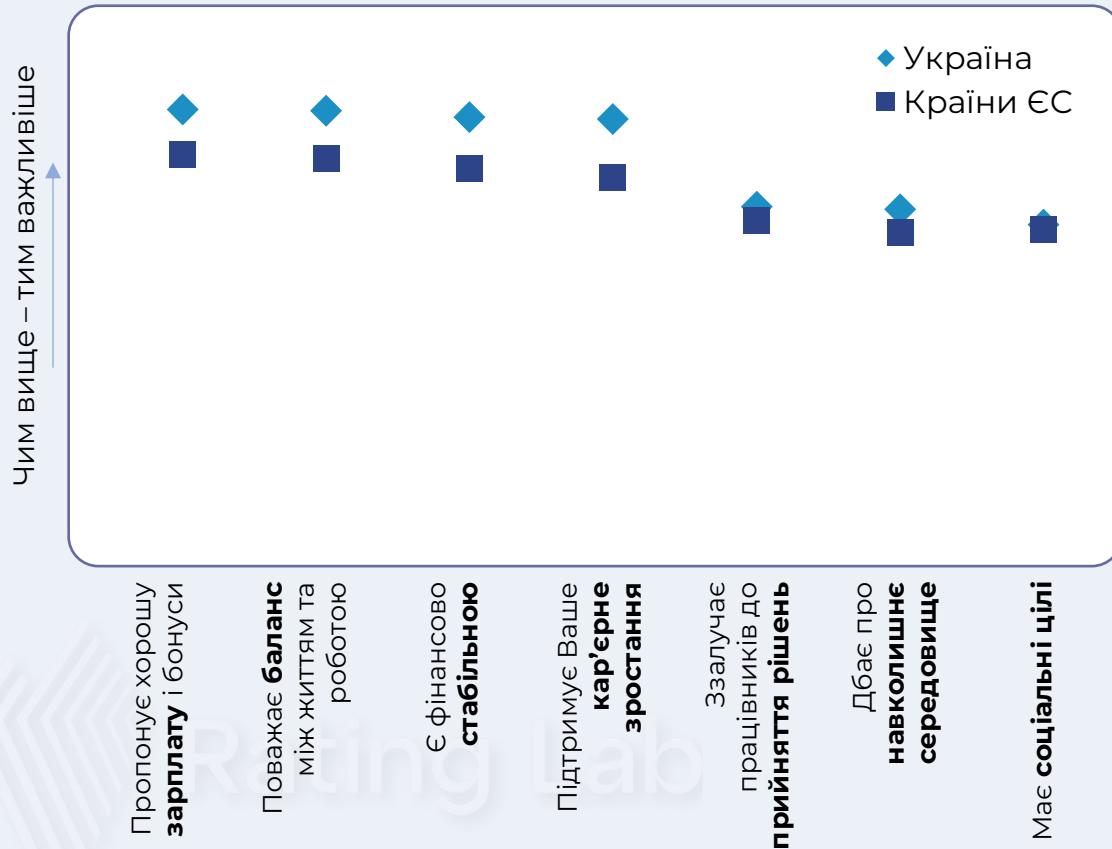 Чим вище – тим важливіше
Україна
Країни ЄС
Пропонує хорошу
зарплату і бонуси
Поважає баланс
між життям та
роботою
Є фінансово
стабільною
Підтримує Ваше
кар’єрне
зростання
Ззалучає
працівників до
прийняття рішень
Дбає про
навколишнє
середовище
Має соціальні цілі
Rating Lab